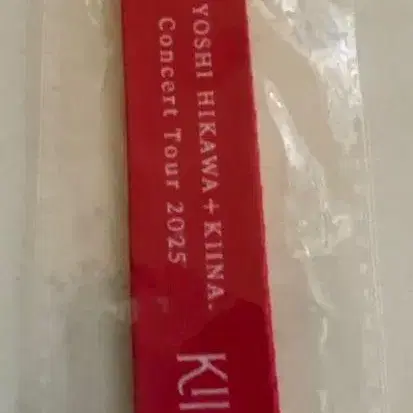 YOSHI HIKAWA + KIINA.
Concert Tour 2025
KII